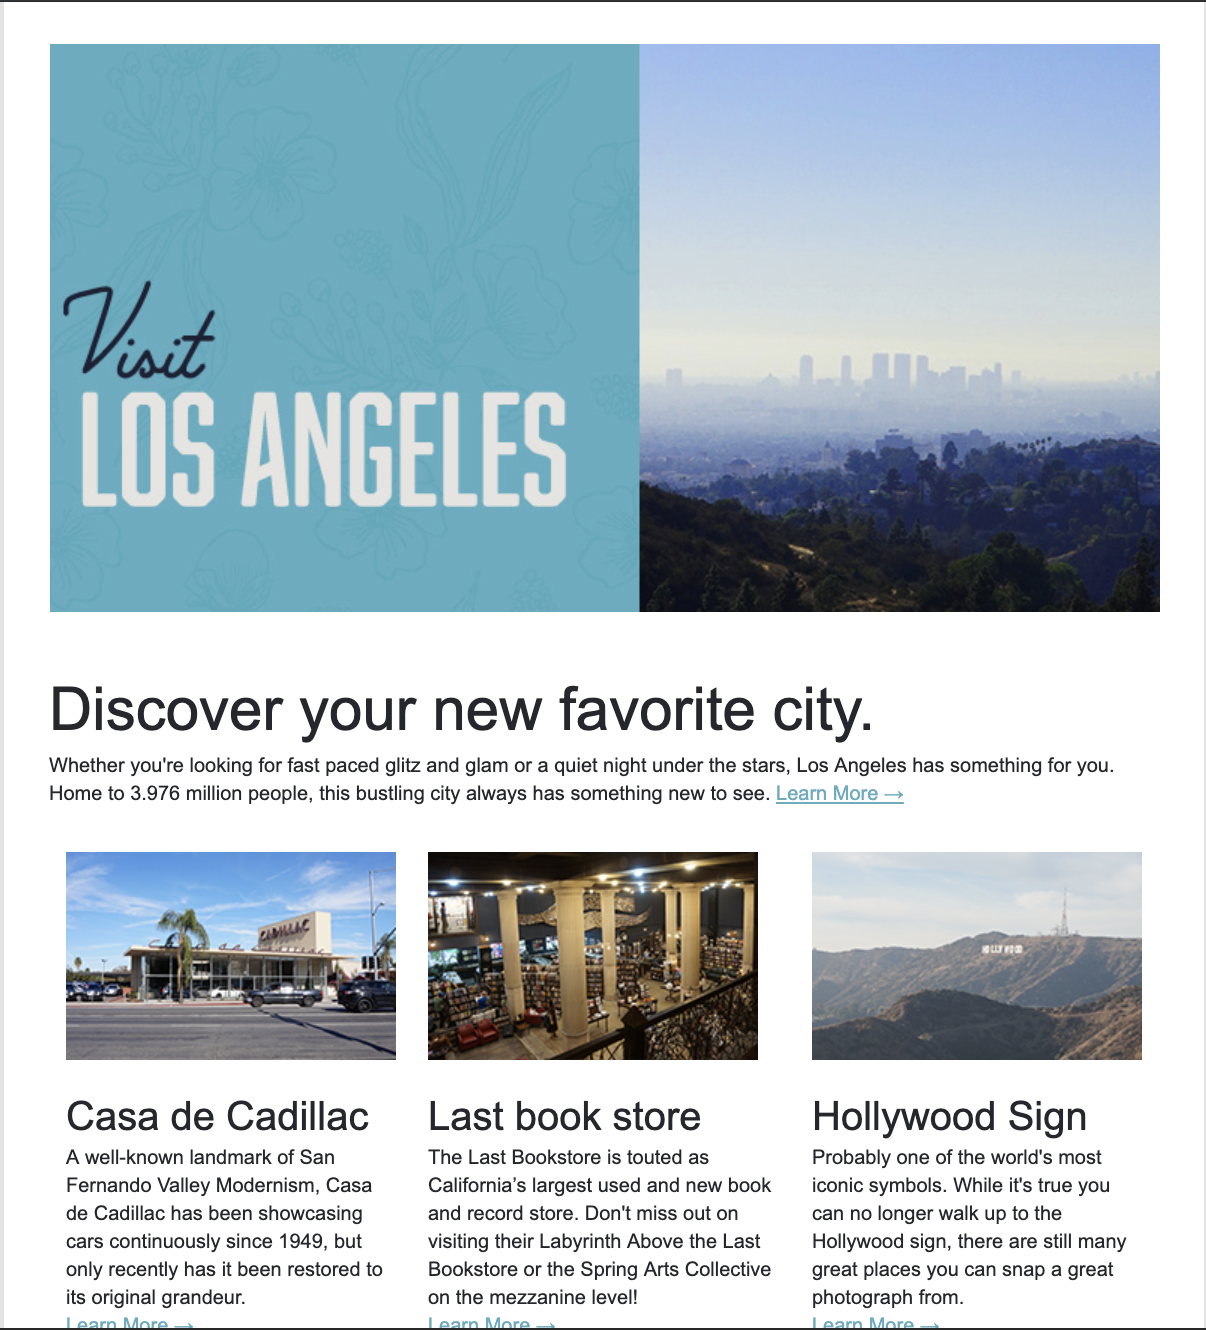 Visit
LOS ANGELES
Discover your new favorite city.
Whether you're looking for fast paced glitz and glam or a quiet night under the stars, Los Angeles has something for you.
Home to 3.976 million people, this bustling city always has something new to see. Learn More →
CADILLAC
HOLLYWOOD
Casa de Cadillac
A well-known landmark of San
Fernando Valley Modernism, Casa
de Cadillac has been showcasing
cars continuously since 1949, but
only recently has it been restored to
its original grandeur.
Learn More →
Last book store
The Last Bookstore is touted as
California’s largest used and new book
and record store. Don't miss out on
visiting their Labyrinth Above the Last
Bookstore or the Spring Arts Collective
on the mezzanine level!
Learn More →
Hollywood Sign
Probably one of the world's most
iconic symbols. While it's true you
can no longer walk up to the
Hollywood sign, there are still many
great places you can snap a great
photograph from.
Learn More →